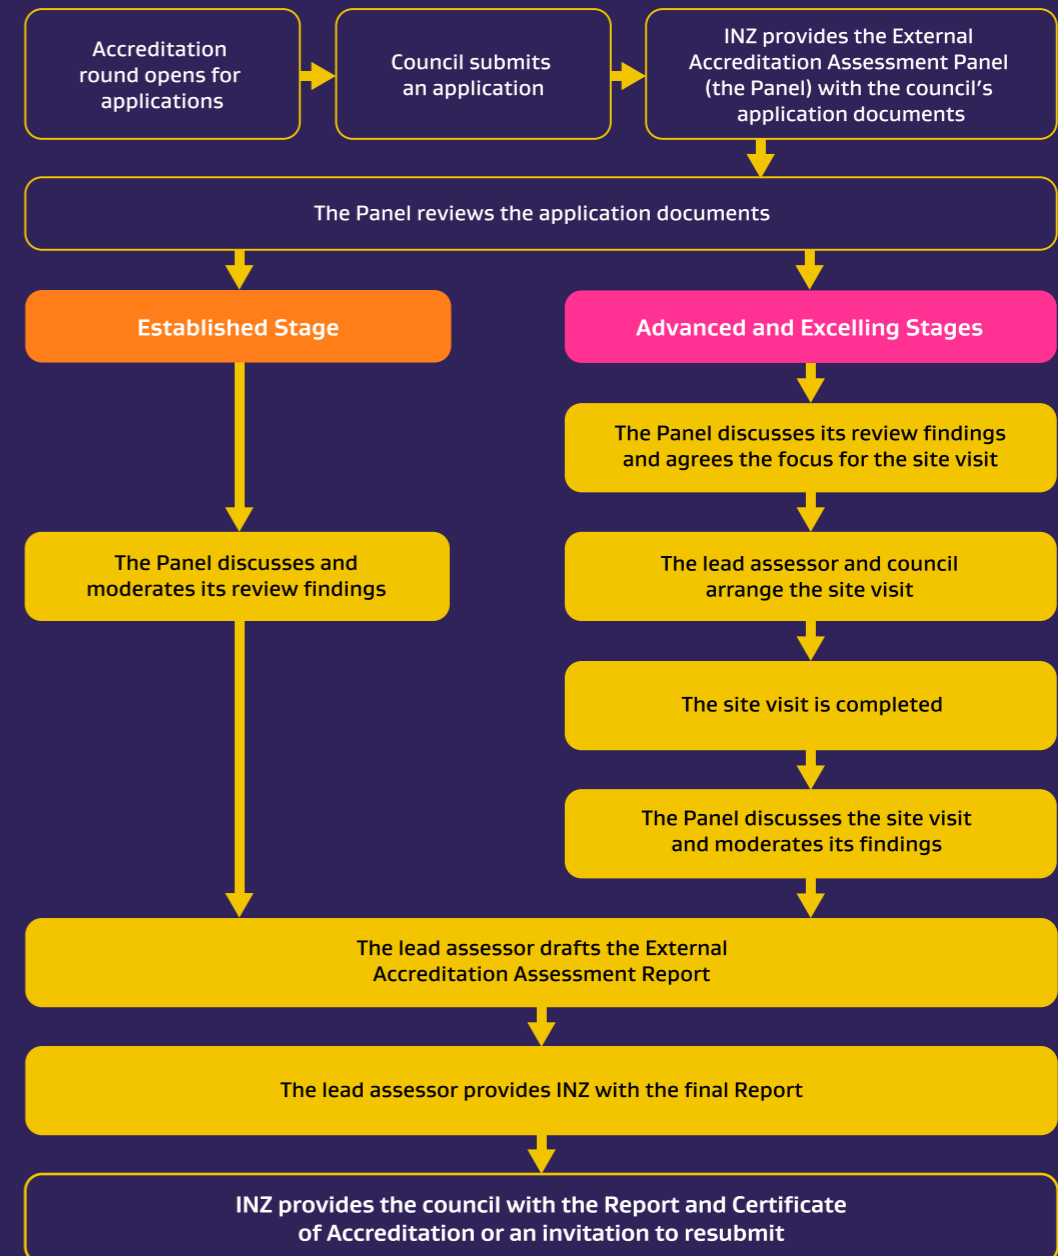 Accreditation
round opens for
applications
Council submits
an application
INZ provides the External
Accreditation Assessment Panel
(the Panel) with the council's
application documents
The Panel reviews the application documents
Established Stage
Advanced and Excelling Stages
The Panel discusses its review findings
and agrees the focus for the site visit
The Panel discusses and
moderates its review findings
The lead assessor and council
arrange the site visit
The site visit is completed
The Panel discusses the site visit
and moderates its findings
The lead assessor drafts the External
Accreditation Assessment Report
The lead assessor provides INZ with the final Report
INZ provides the council with the Report and Certificate
of Accreditation or an invitation to resubmit